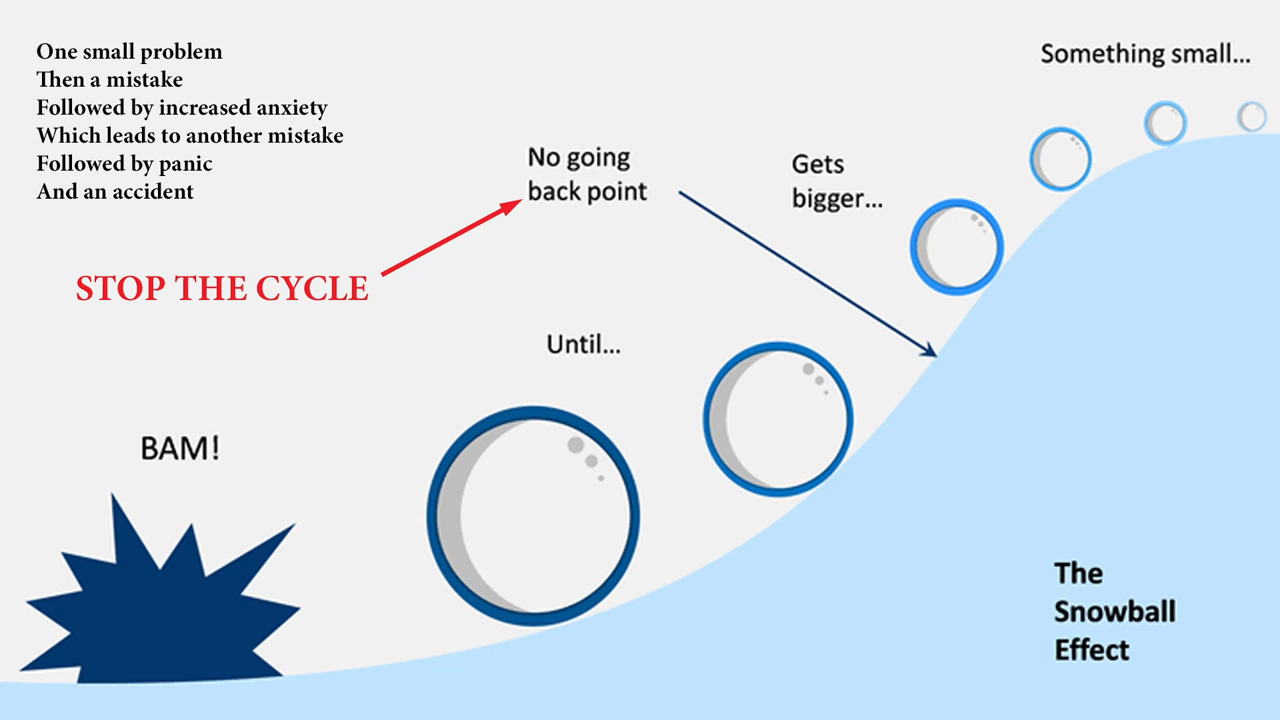 One small problem
Then a mistake
Followed by increased anxiety
Which leads to another mistake
Followed by panic
And an accident
STOP THE CYCLE
Something small...
Gets
bigger...
No going
back point
Until...
BAM!
The
Snowball
Effect